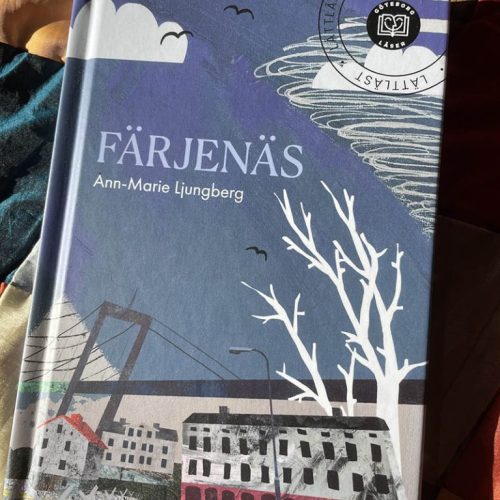 GÖTEBORG
LÄSER
LÄTTLÄST
FÄRJENÄS
Ann-Marie Ljungberg